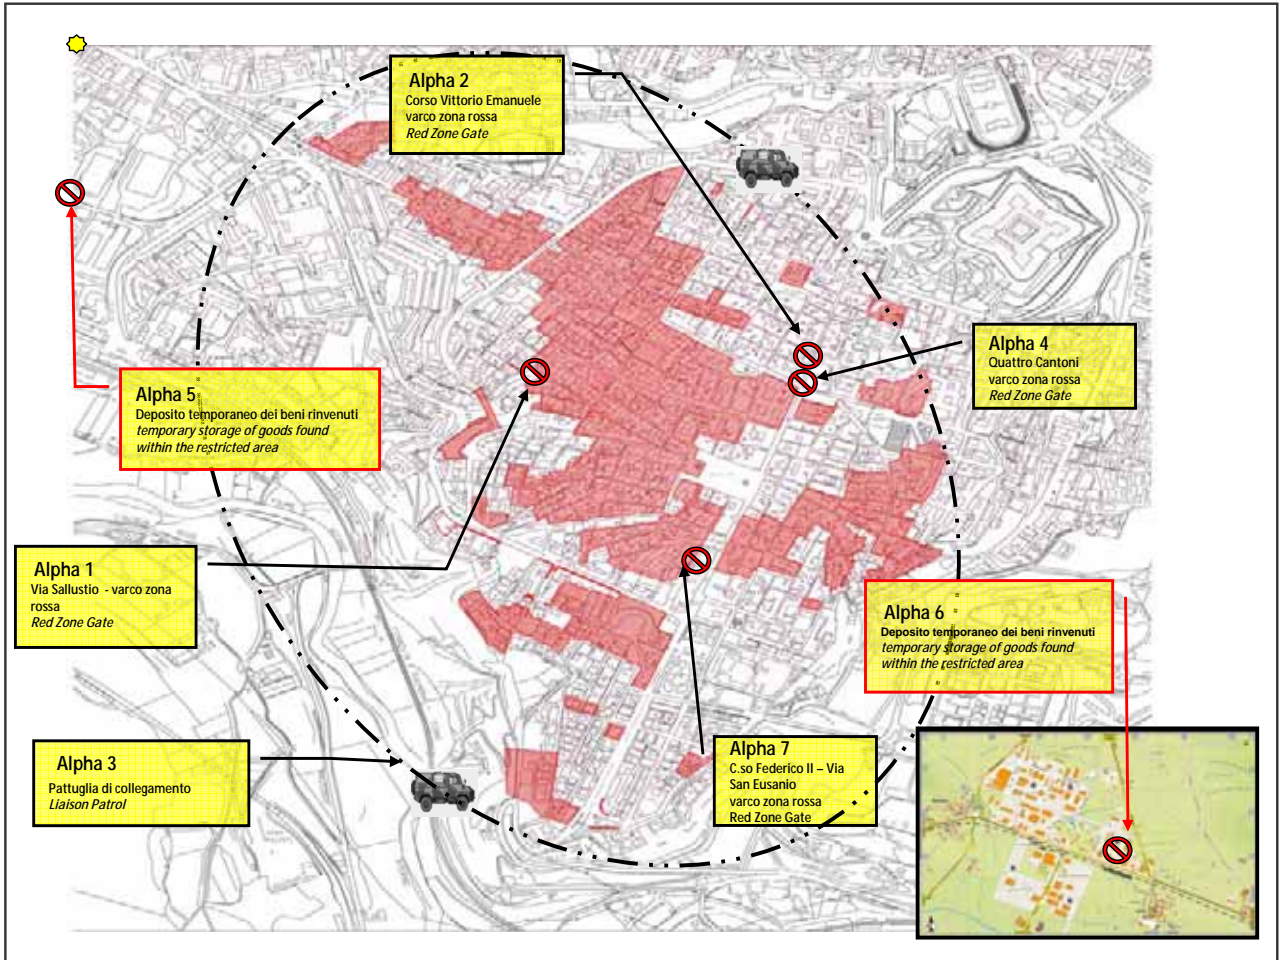 Alpha 2
Corso Vittorio Emanuele
varco zona rossa
Red Zone Gate
Alpha 4
Quattro Cantoni
varco zona rossa
Red Zone Gate
Alpha 5
Deposito temporaneo dei beni rinvenuti
temporary storage of goods found
within the restricted area
Alpha 1
Via Sallustio - varco zona
rossa
Red Zone Gate
Alpha 6
Deposito temporaneo dei beni rinvenuti
temporary storage of goods found
within the restricted area
Alpha 3
Pattuglia di collegamento
Liaison Patrol
Alpha 7
C.so Federico II – Via
San Eusanio
varco zona rossa
Red Zone Gate